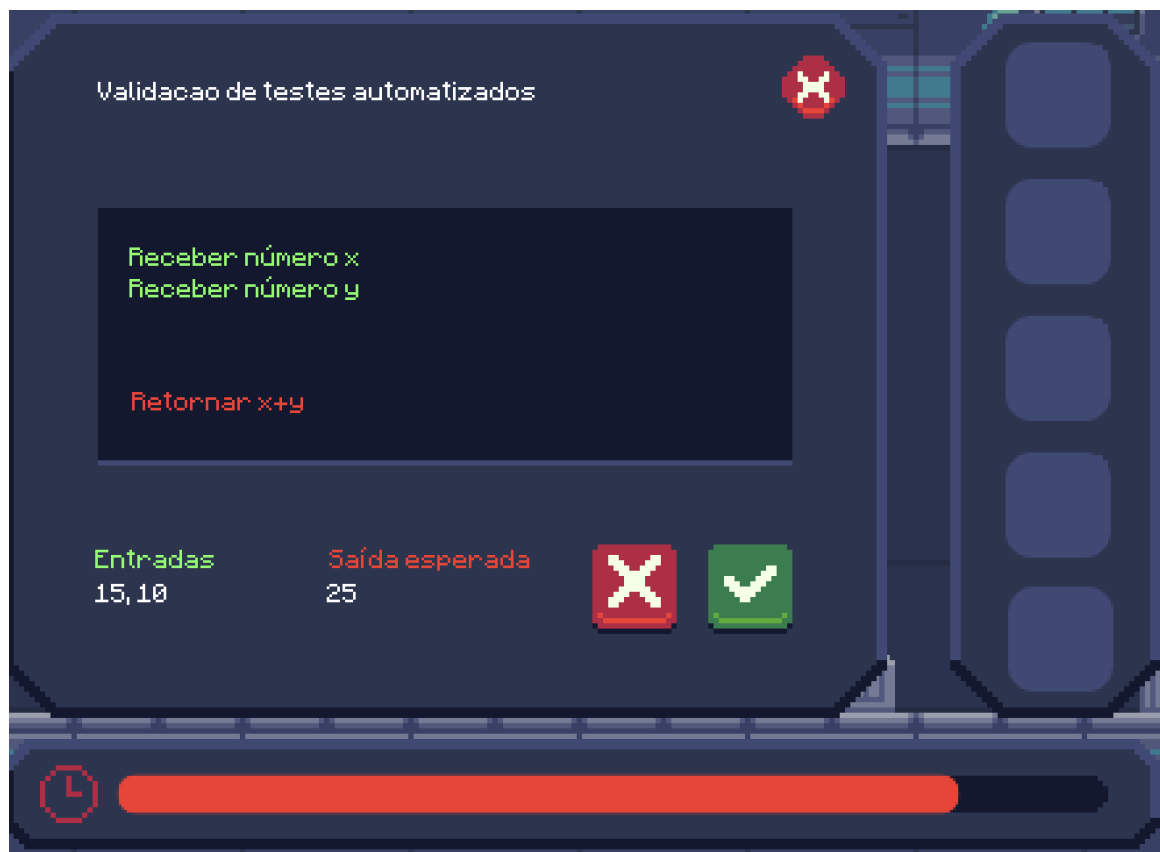 Validacao de testes automatizados
Receber número x
Receber número y
Retornar x+y
Entradas
Saída esperada
15, 10
25